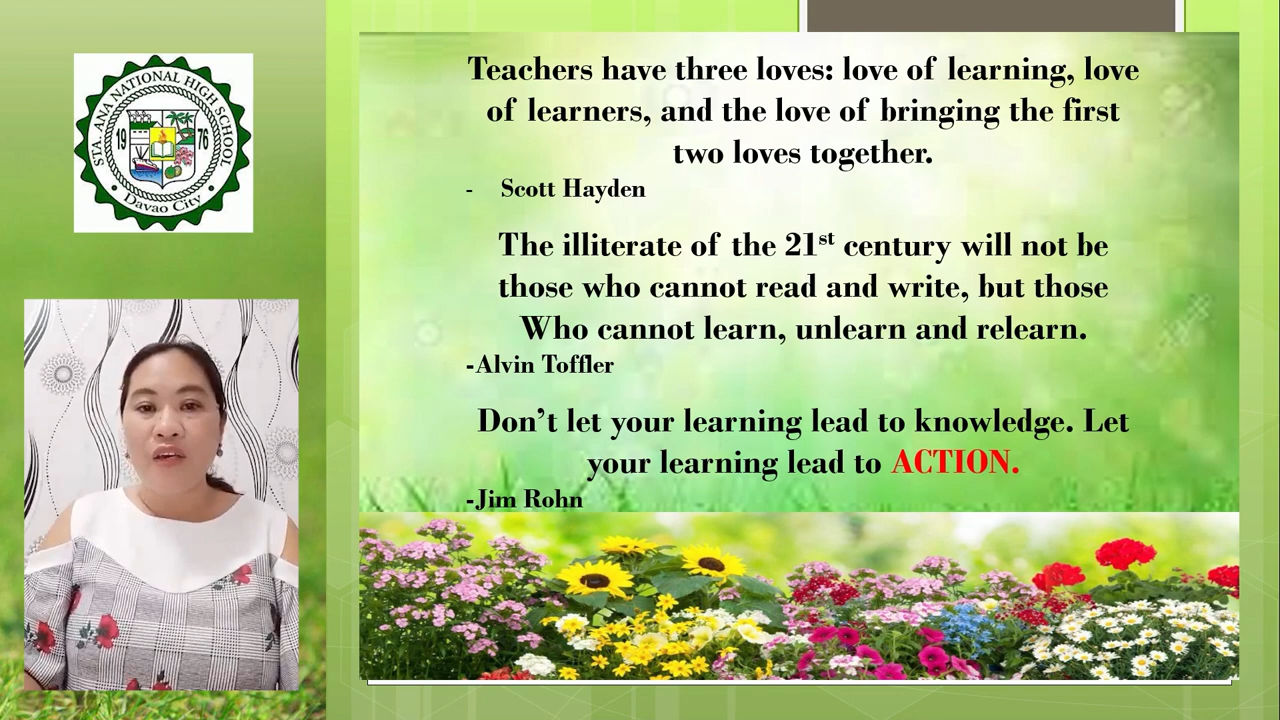 STA. ANA NATIONAL HIGH SCHOOL
19 76
Davao City
Teachers have three loves: love of learning, love
of learners, and the love of bringing the first
two loves together.
- Scott Hayden
The illiterate of the 21st century will not be
those who cannot read and write, but those
Who cannot learn, unlearn and relearn.
-Alvin Toffler
Don’t let your learning lead to knowledge. Let
your learning lead to ACTION.
-Jim Rohn